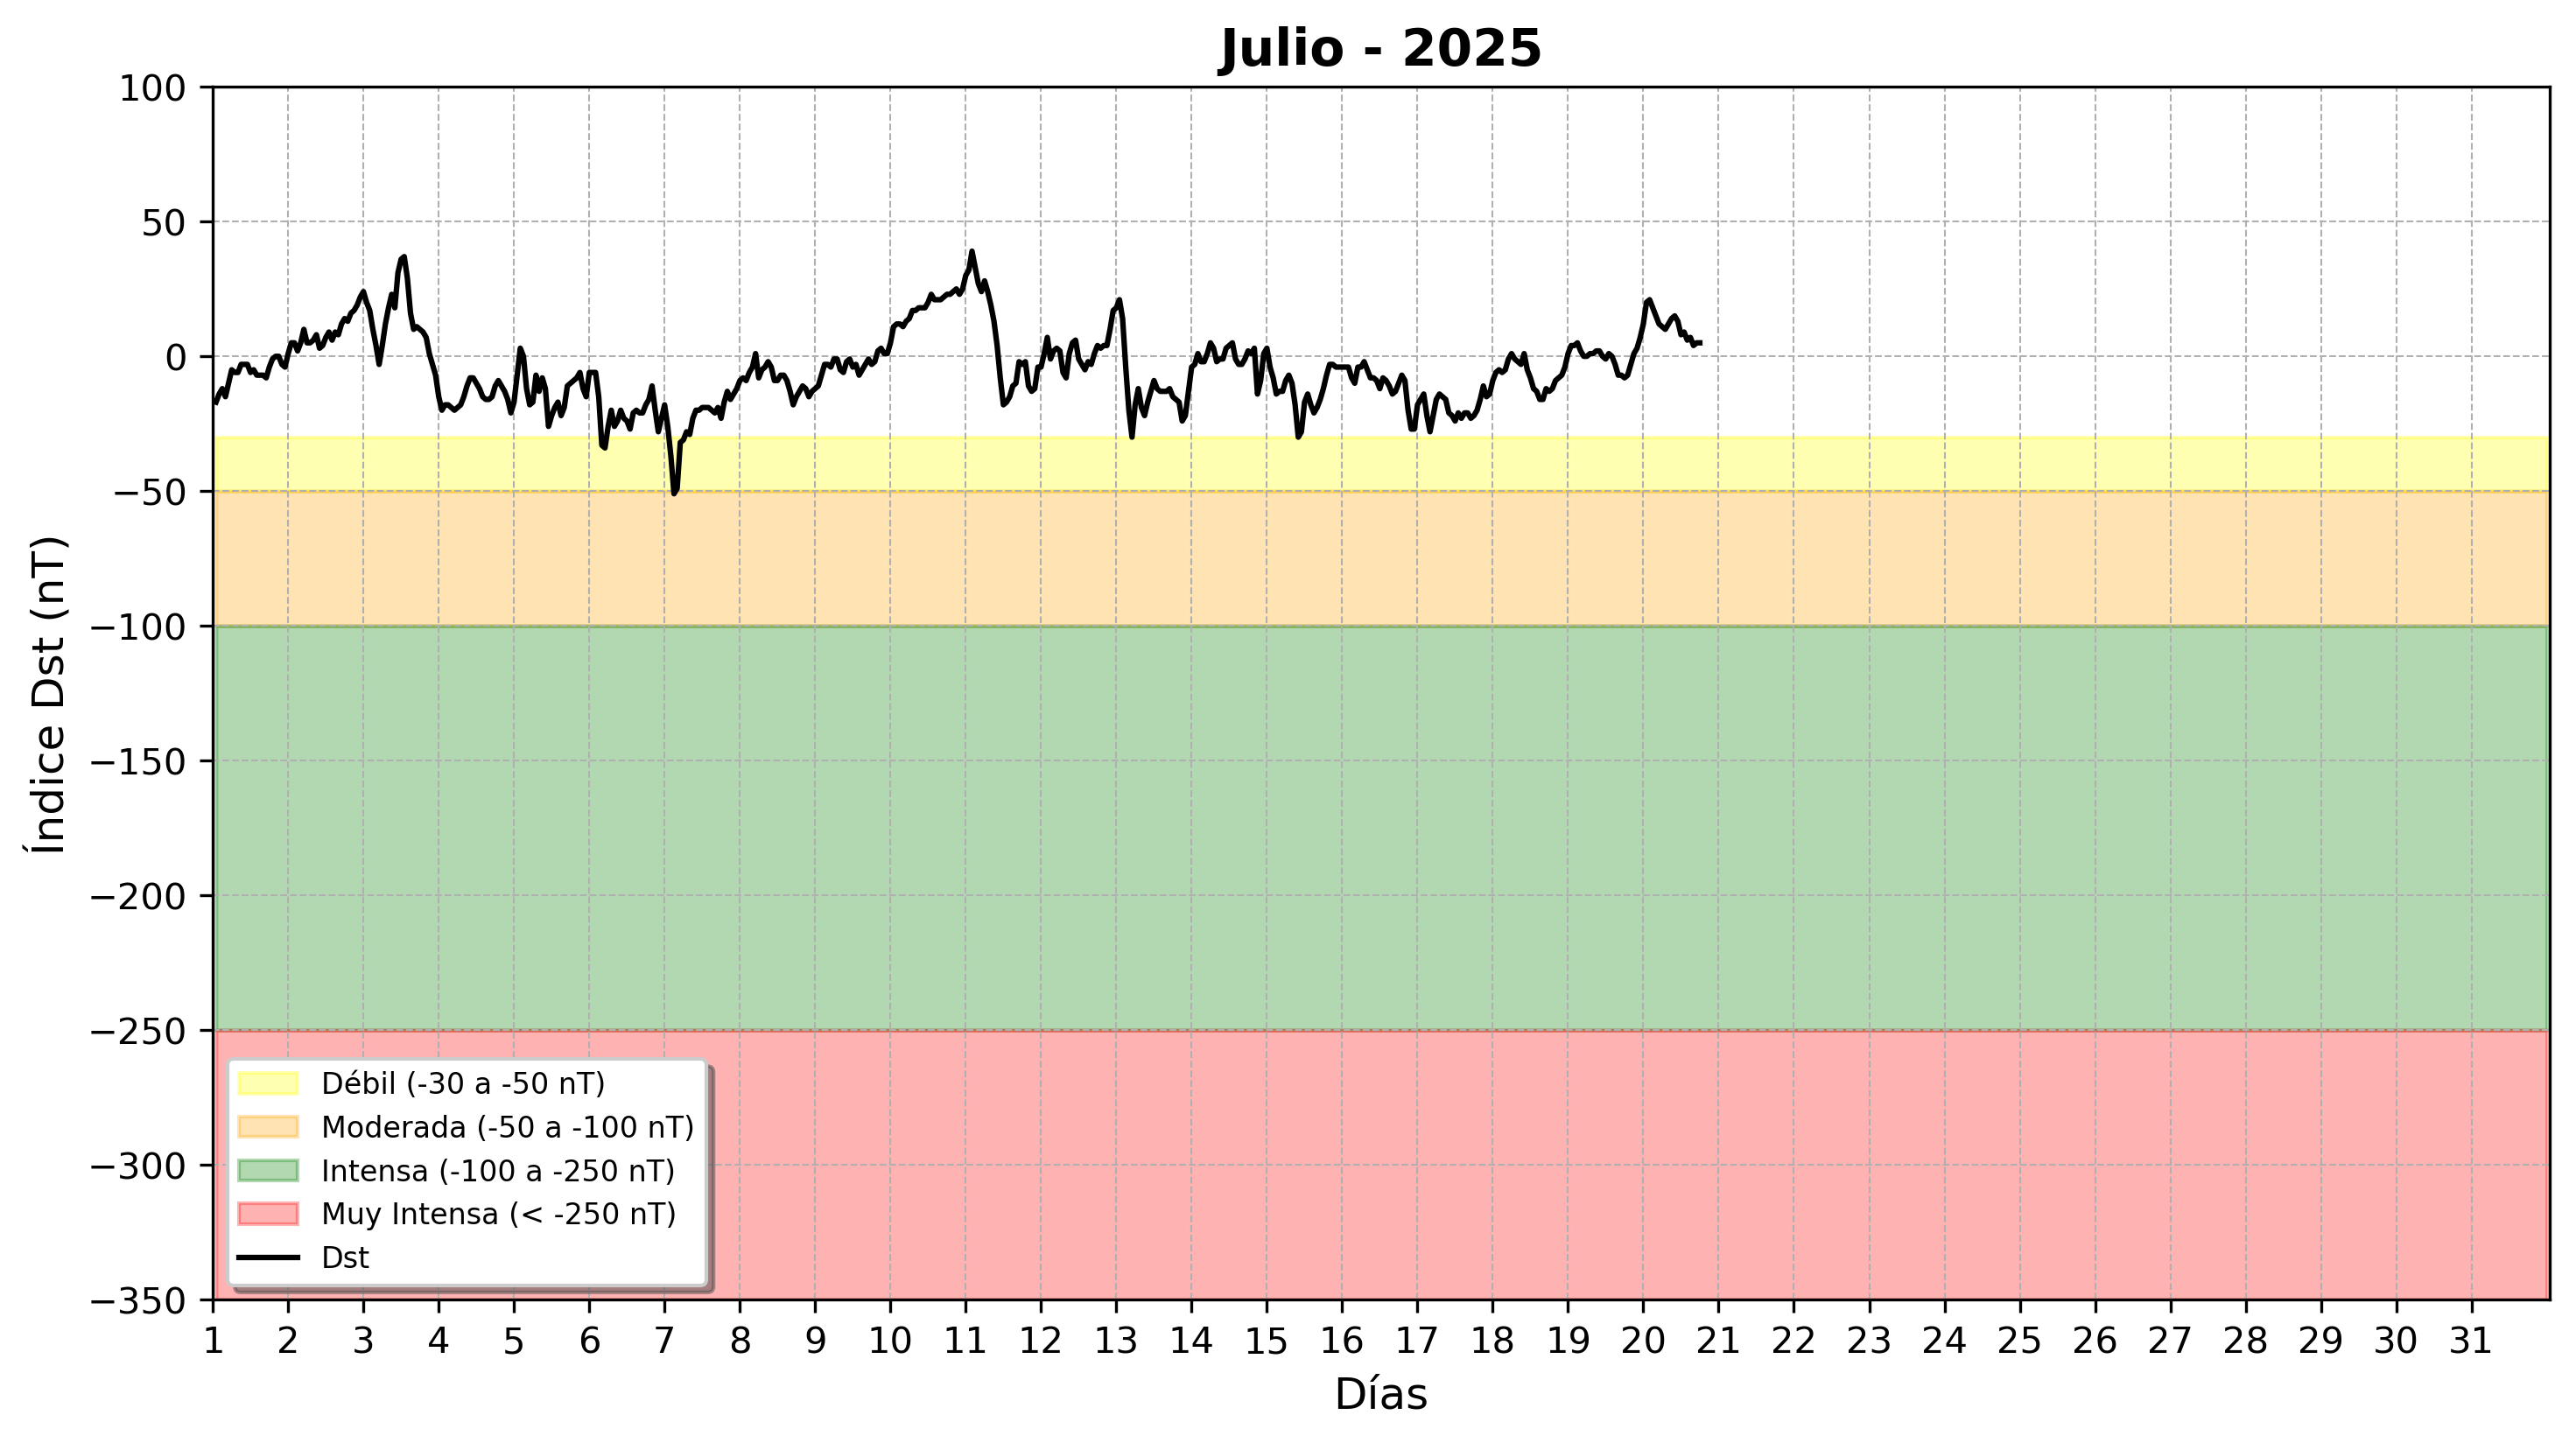 Julio - 2025
100
50
0
−50
−100
−150
−200
−250
−300
−350
Índice Dst (nT)
Débil (-30 a -50 nT)
Moderada (-50 a -100 nT)
Intensa (-100 a -250 nT)
Muy Intensa (< -250 nT)
Dst
1 2 3 4 5 6 7 8 9 10 11 12 13 14 15 16 17 18 19 20 21 22 23 24 25 26 27 28 29 30 31
Días